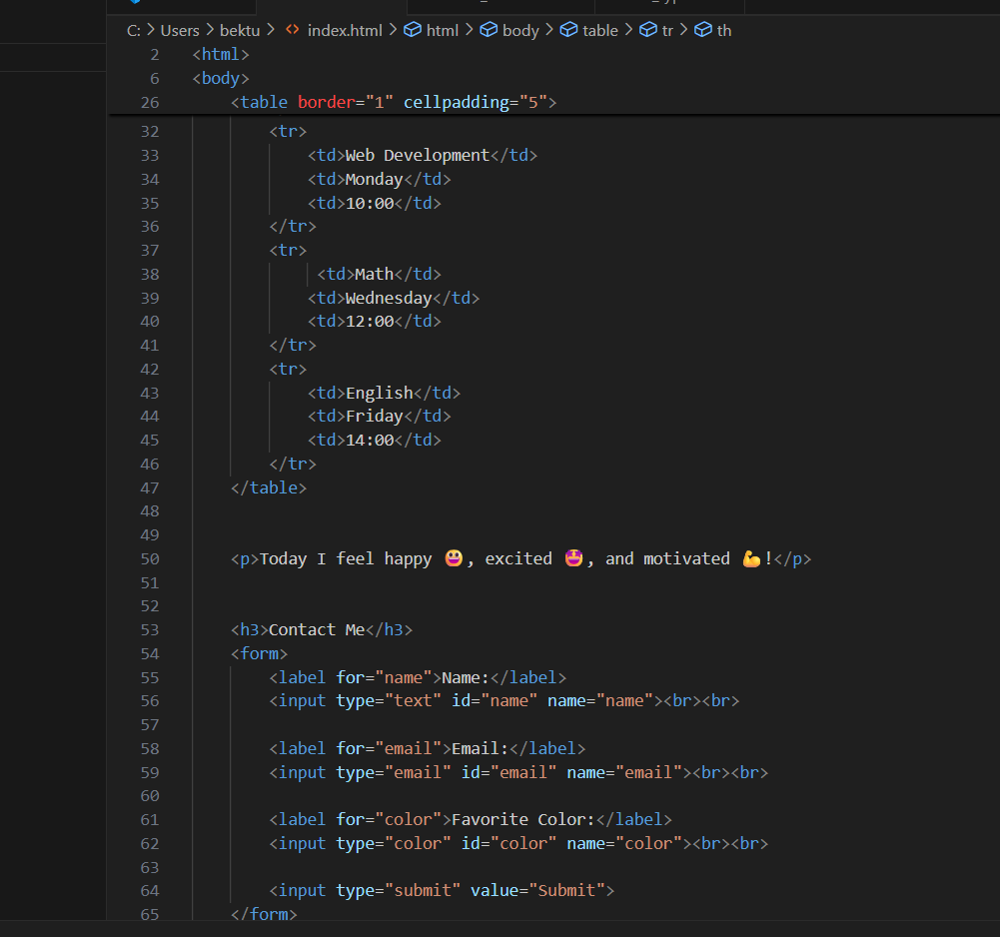 C: > Users > bektu > <> index.html > html > body > table > tr > th
2 <html>
6 <body>
26 <table border="1" cellpadding="5">
32 <tr>
33 <td>Web Development</td>
34 <td>Monday</td>
35 <td>10:00</td>
36 </tr>
37 <tr>
38 <td>Math</td>
39 <td>Wednesday</td>
40 <td>12:00</td>
41 </tr>
42 <tr>
43 <td>English</td>
44 <td>Friday</td>
45 <td>14:00</td>
46 </tr>
47 </table>
48
49
50 <p>Today I feel happy 😀, excited 🤩, and motivated 💪!</p>
51
52
53 <h3>Contact Me</h3>
54 <form>
55 <label for="name">Name:</label>
56 <input type="text" id="name" name="name"><br><br>
57
58 <label for="email">Email:</label>
59 <input type="email" id="email" name="email"><br><br>
60
61 <label for="color">Favorite Color:</label>
62 <input type="color" id="color" name="color"><br><br>
63
64 <input type="submit" value="Submit">
65 </form>